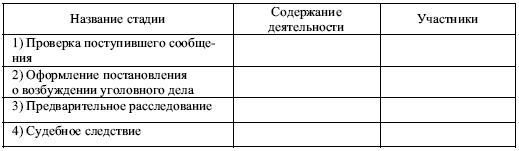 Название стадии
Содержание
деятельности
Участники
1) Проверка поступившего сообще-
ния
2) Оформление постановления
о возбуждении уголовного дела
3) Предварительное расследование
4) Судебное следствие